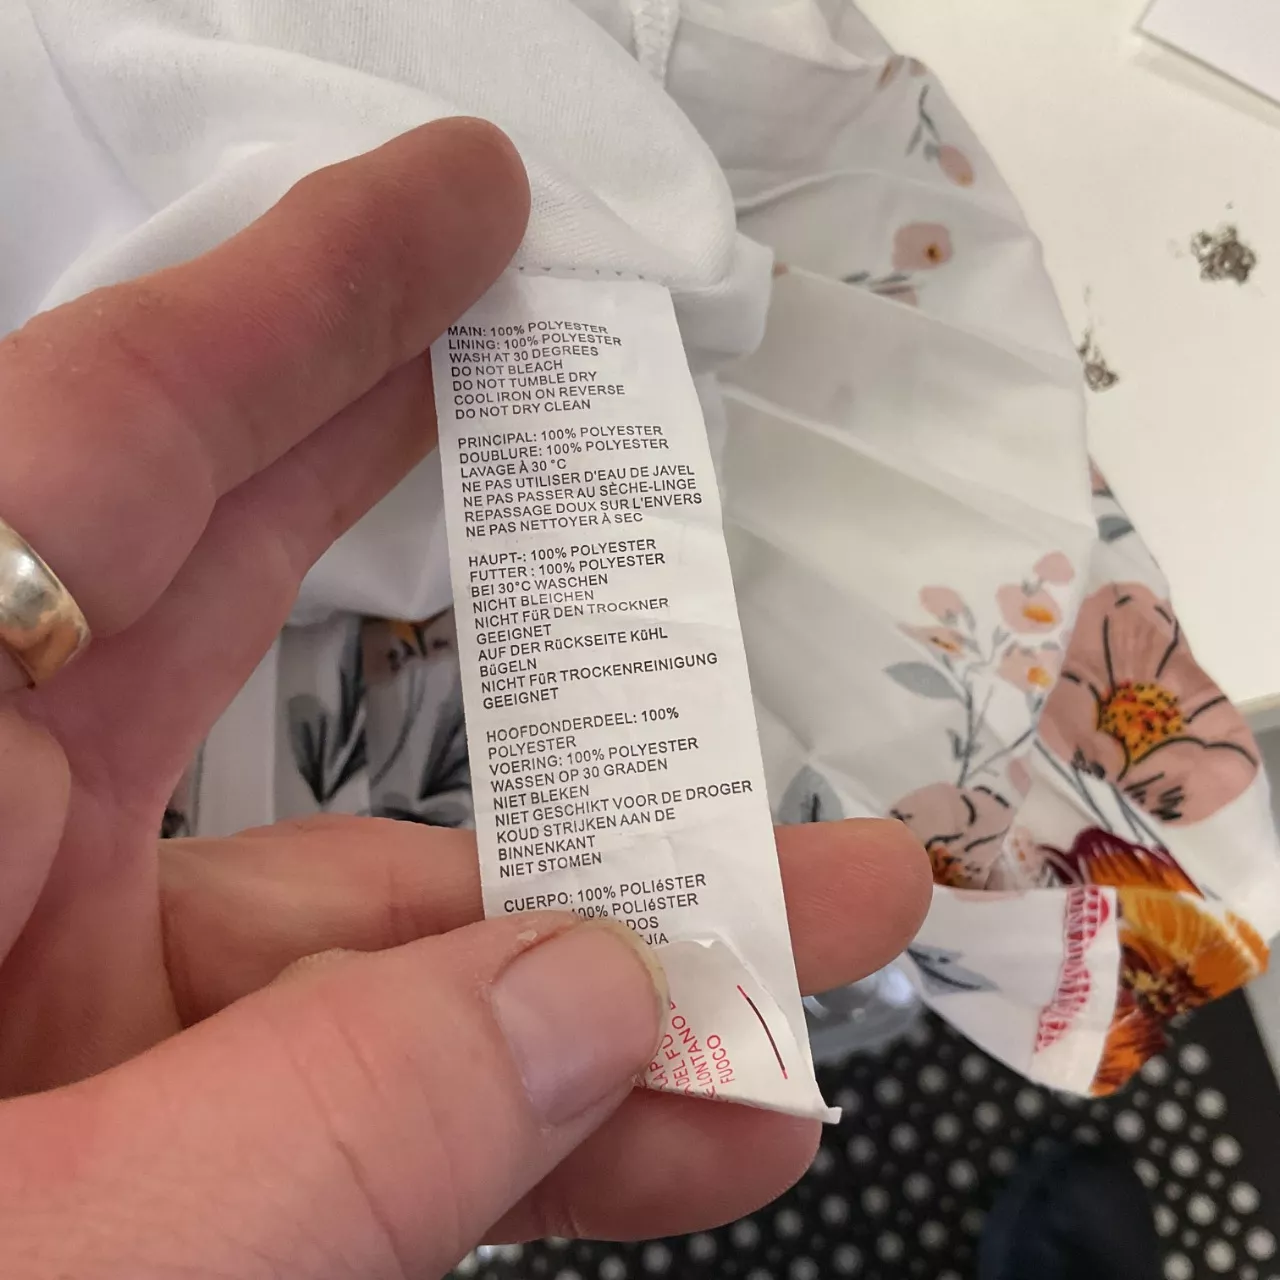 MAIN: 100% POLYESTER
LINING: 100% POLYESTER
WASH AT 30 DEGREES
DO NOT BLEACH
DO NOT TUMBLE DRY
COOL IRON ON REVERSE
DO NOT DRY CLEAN
PRINCIPAL: 100% POLYESTER
DOUBLURE: 100% POLYESTER
LAVAGE À 30 °C
NE PAS UTILISER D'EAU DE JAVEL
NE PAS PASSER AU SÈCHE-LINGE
REPASSAGE DOUX SUR L'ENVERS
NE PAS NETTOYER À SEC
HAUPT-: 100% POLYESTER
FUTTER : 100% POLYESTER
BEI 30°C WASCHEN
NICHT BLEICHEN
NICHT FüR DEN TROCKNER
GEEIGNET
AUF DER RüCKSEITE KüHL
BüGELN
NICHT FüR TROCKENREINIGUNG
GEEIGNET
HOOFDONDERDEEL: 100%
POLYESTER
VOERING: 100% POLYESTER
WASSEN OP 30 GRADEN
NIET BLEKEN
NIET GESCHIKT VOOR DE DROGER
KOUD STRIJKEN AAN DE
BINNENKANT
NIET STOMEN
CUERPO: 100% POLIéSTER
100% POLIéSTER
LONTANO
FUOCO